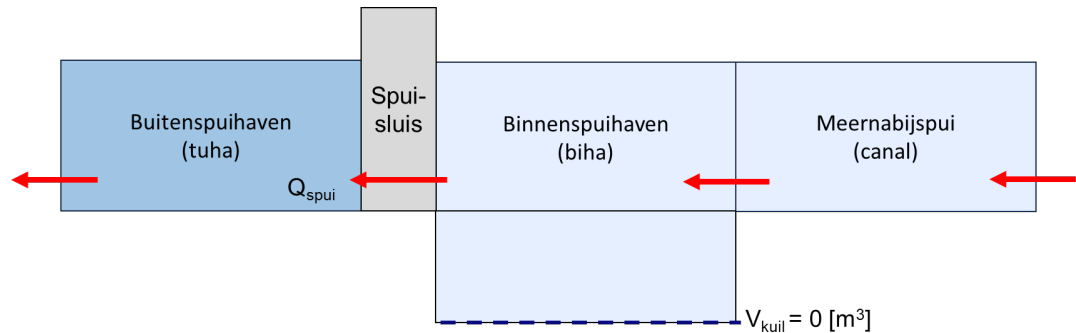 Buitenspuihaven
(tuha)
Spui-
sluis
Binnenspuihaven
(biha)
Meernabijspui
(canal)
Qspui
Vkuil = 0 [m³]